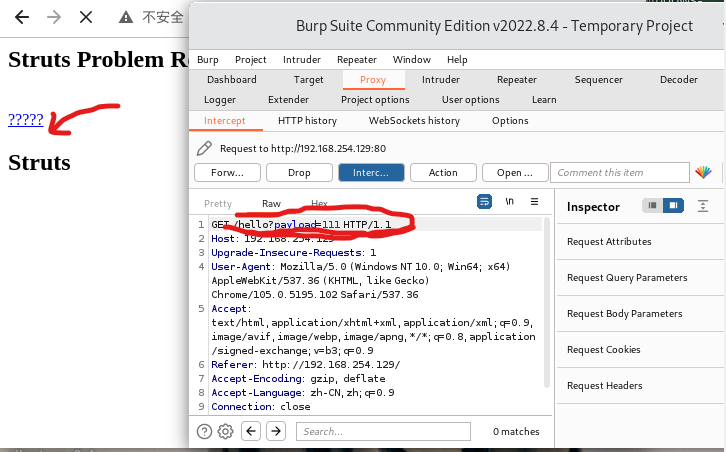 不安全
Struts Problem R
?????
Struts
Burp Suite Community Edition v2022.8.4 - Temporary Project
Burp Project Intruder Repeater Window Help
Dashboard Target Proxy Intruder Repeater Sequencer Decoder
Logger Extender Project options User options Learn
Intercept HTTP history WebSockets history Options
Request to http://192.168.254.129:80
Forw... Drop Interc... Action Open ... Comment this item
Pretty Raw Hex \n
1 GET /hello?payload=111 HTTP/1.1
2 Host: 192.168.254.129
3 Upgrade-Insecure-Requests: 1
4 User-Agent: Mozilla/5.0 (Windows NT 10.0; Win64; x64)
AppleWebKit/537.36 (KHTML, like Gecko)
Chrome/105.0.5195.102 Safari/537.36
5 Accept:
text/html,application/xhtml+xml,application/xml;q=0.9,
image/avif,image/webp,image/apng,*/*;q=0.8,application
/signed-exchange;v=b3;q=0.9
6 Referer: http://192.168.254.129/
7 Accept-Encoding: gzip, deflate
8 Accept-Language: zh-CN,zh;q=0.9
9 Connection: close
Search... 0 matches
Inspector
Request Attributes
Request Query Parameters
Request Body Parameters
Request Cookies
Request Headers